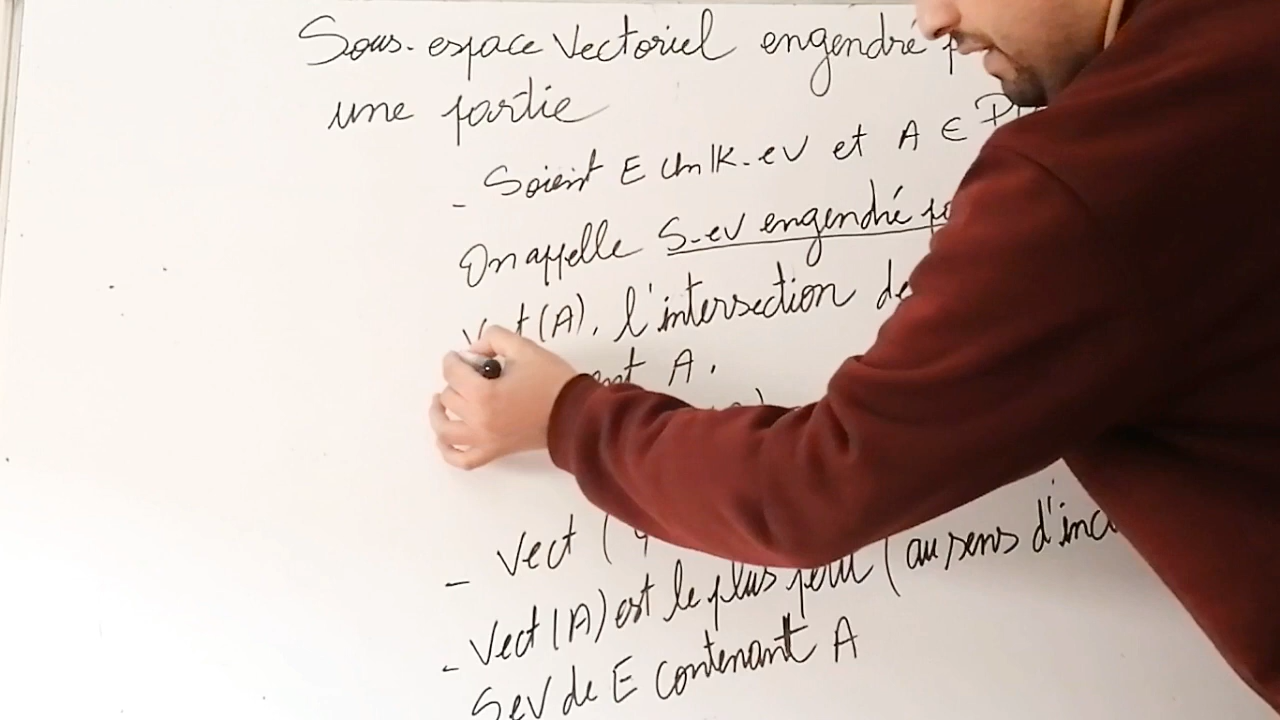 Sous-espace Vectoriel engendré
une partie
- Soient E un IK-ev et A ∈
On appelle S-ev engendré
Vect(A), l'intersection
A.
- Vect (
- Vect(A) est le plus petit (au sens d'inc
Sev de E contenant A